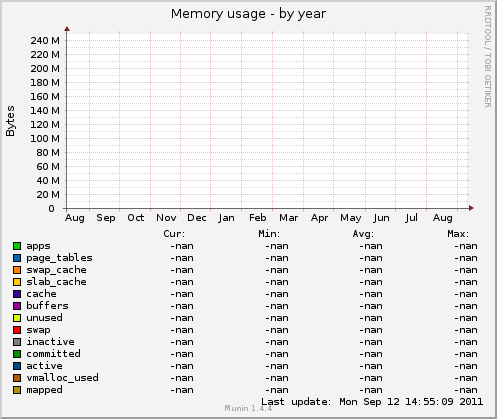 Memory usage - by year
RRDTOOL / TOBI OETIKER
Bytes
240 M
220 M
200 M
180 M
160 M
140 M
120 M
100 M
80 M
60 M
40 M
20 M
0
Aug Sep Oct Nov Dec Jan Feb Mar Apr May Jun Jul Aug
Cur: Min: Avg: Max:
apps -nan -nan -nan -nan
page_tables -nan -nan -nan -nan
swap_cache -nan -nan -nan -nan
slab_cache -nan -nan -nan -nan
cache -nan -nan -nan -nan
buffers -nan -nan -nan -nan
unused -nan -nan -nan -nan
swap -nan -nan -nan -nan
inactive -nan -nan -nan -nan
committed -nan -nan -nan -nan
active -nan -nan -nan -nan
vmalloc_used -nan -nan -nan -nan
mapped -nan -nan -nan -nan
Last update: Mon Sep 12 14:55:09 2011
Munin 1.4.4